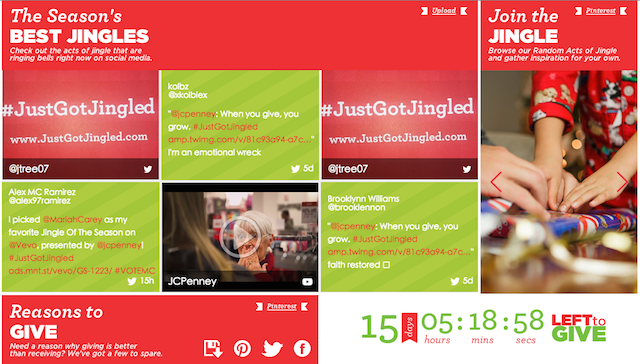 The Season's
BEST JINGLES
Check out the acts of jingle that are
ringing bells right now on social media.
Upload
Join the
JINGLE
Browse our Random Acts of Jingle
and gather inspiration for your own.
Pinterest
#JustGotJingled
www.JustGotJingled.com
@jtree07
kolbz
@xkolbiex
"@jcpenney: When you give, you
grow. #JustGotJingled
amp.twimg.com/v/81c93a94-a7c..."
I'm an emotional wreck
5d
#JustGotJingled
www.JustGotJingled.com
@jtree07
Alex MC Ramirez
@alex97ramirez
I picked @MariahCarey as my
favorite Jingle Of The Season on
@Vevo, presented by @jcpenney!
#JustGotJingled
ads.mnt.st/vevo/GS-1223/ #VOTEMC
15h
JCPenney
Brooklynn Williams
@brooklennon
"@jcpenney: When you give, you
grow. #JustGotJingled
amp.twimg.com/v/81c93a94-a7c..."
faith restored
5d
Reasons to
GIVE
Need a reason why giving is better
than receiving? We've got a few to spare.
Pinterest
15 days 05:18:58
hours mins secs
LEFT to
GIVE